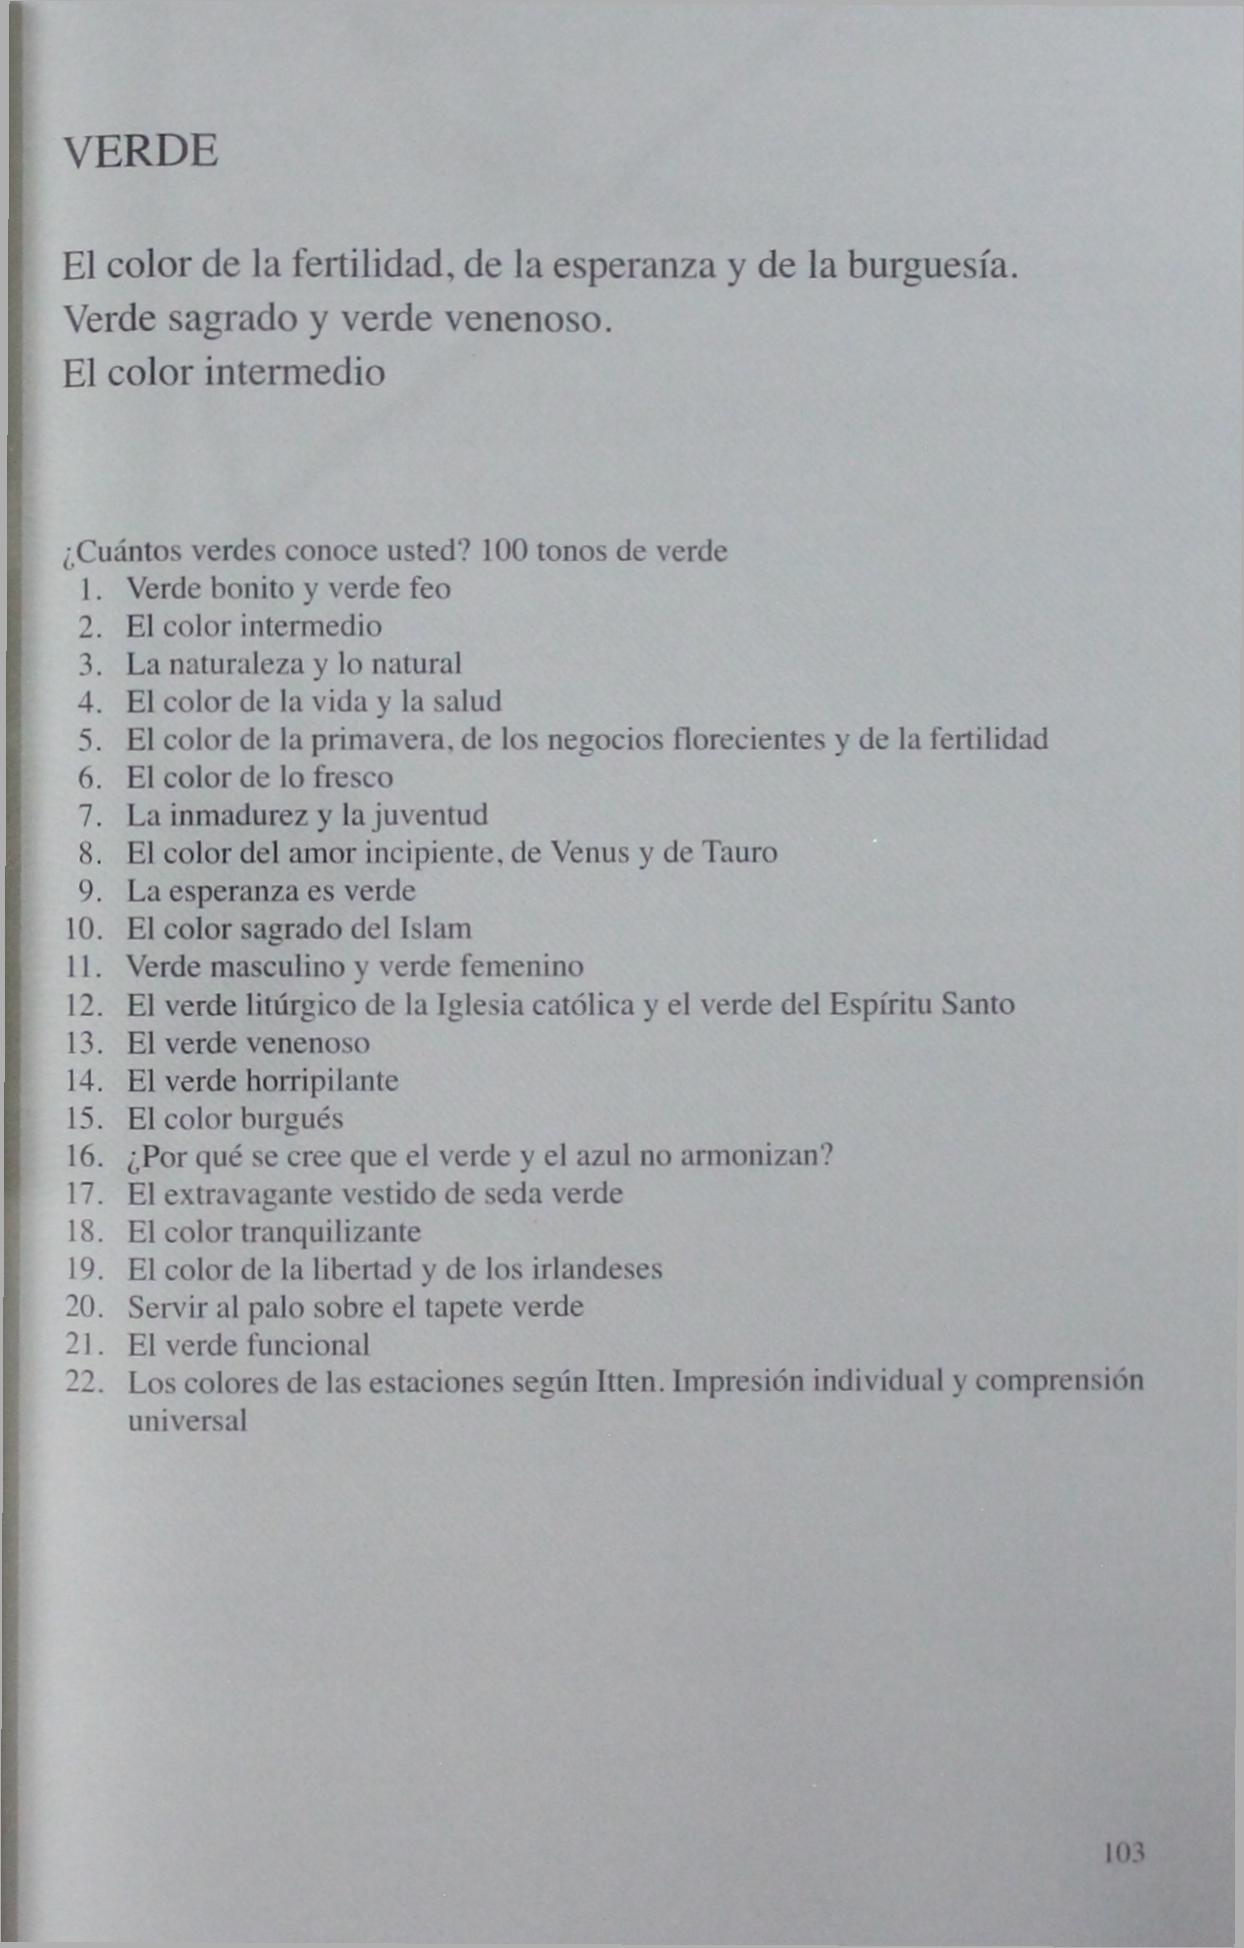 VERDE
El color de la fertilidad, de la esperanza y de la burguesía.
Verde sagrado y verde venenoso.
El color intermedio
¿Cuántos verdes conoce usted? 100 tonos de verde
1. Verde bonito y verde feo
2. El color intermedio
3. La naturaleza y lo natural
4. El color de la vida y la salud
5. El color de la primavera, de los negocios florecientes y de la fertilidad
6. El color de lo fresco
7. La inmadurez y la juventud
8. El color del amor incipiente, de Venus y de Tauro
9. La esperanza es verde
10. El color sagrado del Islam
11. Verde masculino y verde femenino
12. El verde litúrgico de la Iglesia católica y el verde del Espíritu Santo
13. El verde venenoso
14. El verde horripilante
15. El color burgués
16. ¿Por qué se cree que el verde y el azul no armonizan?
17. El extravagante vestido de seda verde
18. El color tranquilizante
19. El color de la libertad y de los irlandeses
20. Servir al palo sobre el tapete verde
21. El verde funcional
22. Los colores de las estaciones según Itten. Impresión individual y comprensión
universal
103